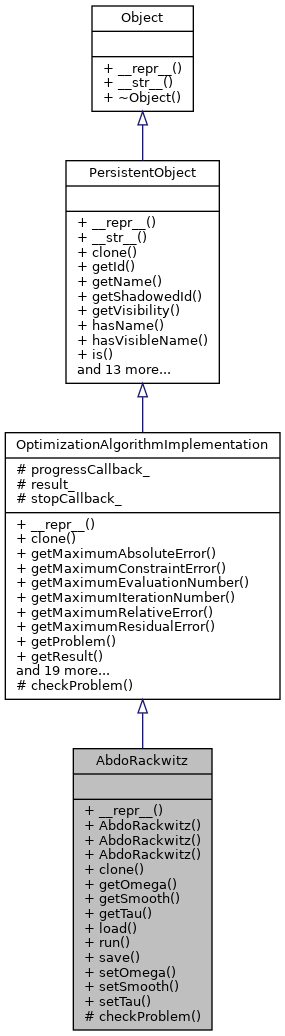 Object
+ __repr__()
+ __str__()
+ ~Object()
PersistentObject
+ __repr__()
+ __str__()
+ clone()
+ getId()
+ getName()
+ getShadowedId()
+ getVisibility()
+ hasName()
+ hasVisibleName()
+ is()
and 13 more...
OptimizationAlgorithmImplementation
# progressCallback_
# result_
# stopCallback_
+ __repr__()
+ clone()
+ getMaximumAbsoluteError()
+ getMaximumConstraintError()
+ getMaximumEvaluationNumber()
+ getMaximumIterationNumber()
+ getMaximumRelativeError()
+ getMaximumResidualError()
+ getProblem()
+ getResult()
and 19 more...
# checkProblem()
AbdoRackwitz
+ __repr__()
+ AbdoRackwitz()
+ AbdoRackwitz()
+ AbdoRackwitz()
+ clone()
+ getOmega()
+ getSmooth()
+ getTau()
+ load()
+ run()
+ save()
+ setOmega()
+ setSmooth()
+ setTau()
# checkProblem()